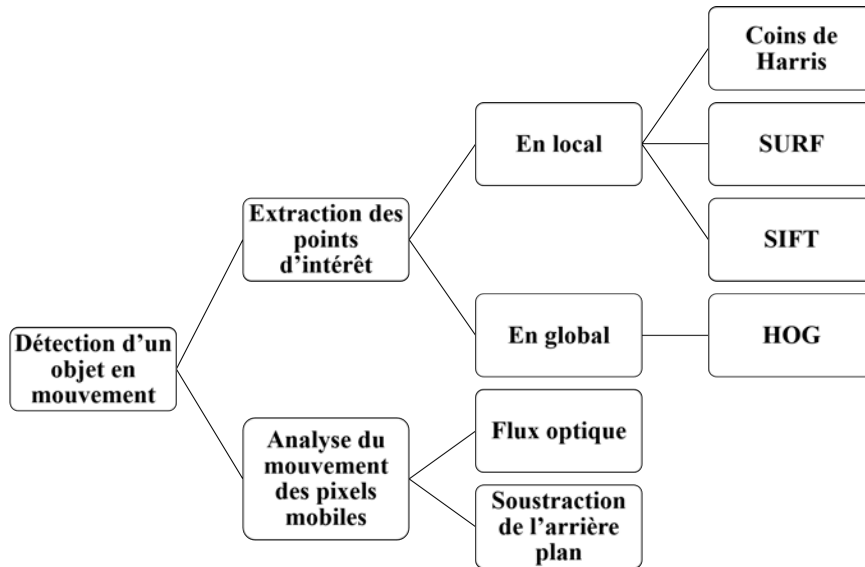 Coins de
Harris
En local
SURF
Extraction des
points
d’intérêt
SIFT
En global
HOG
Détection d’un
objet en
mouvement
Analyse du
mouvement
des pixels
mobiles
Flux optique
Soustraction
de l’arrière
plan